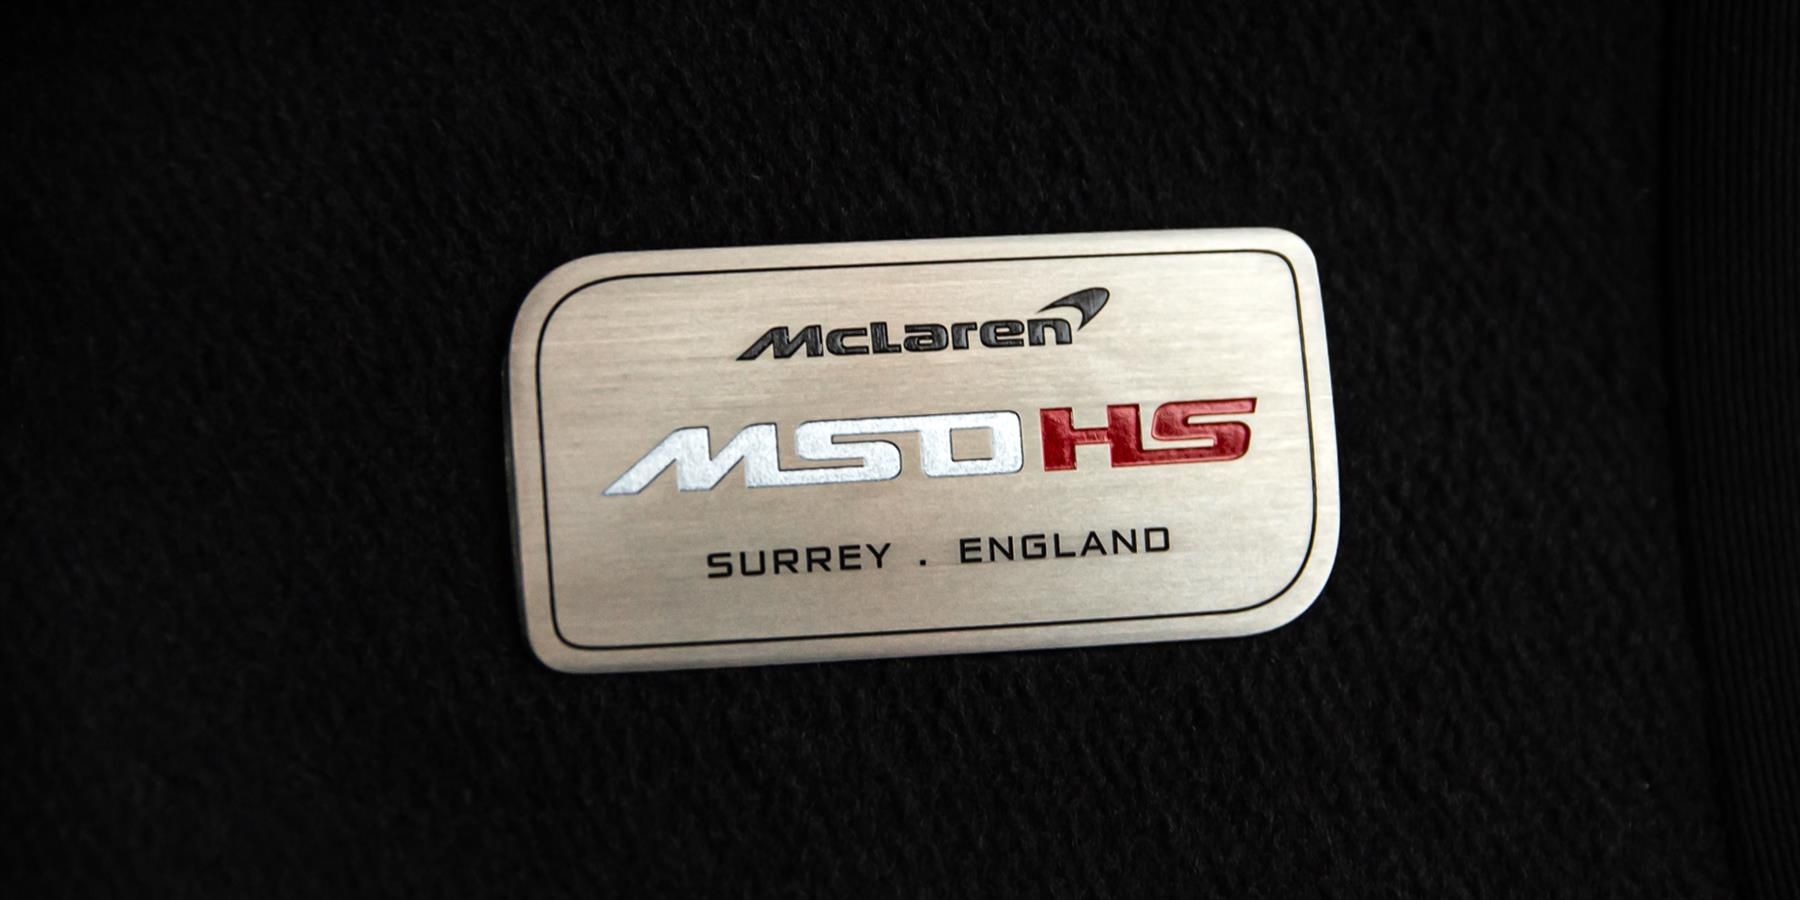 McLaren
MSO HS
SURREY . ENGLAND